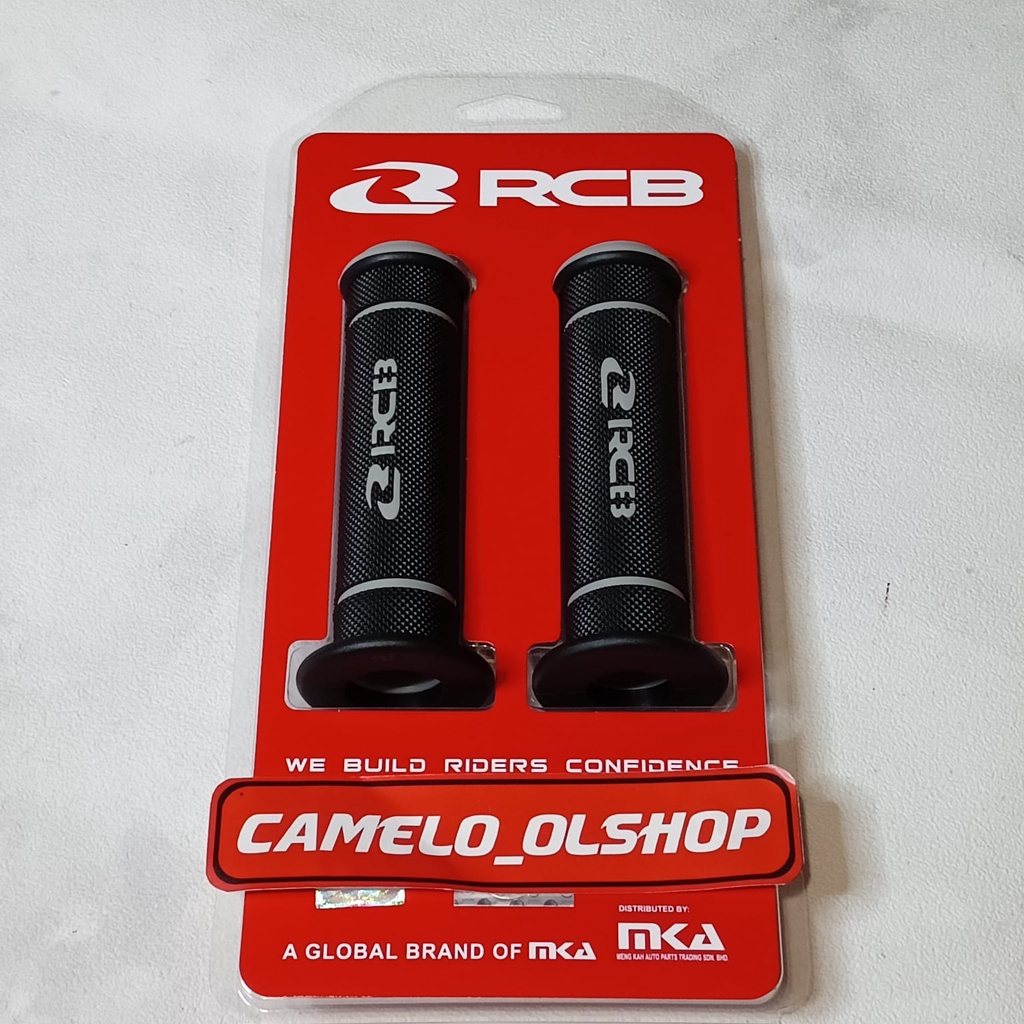 RCB
RCB
RCB
WE BUILD RIDERS CONFIDENCE
CAMELO_OLSHOP
DISTRIBUTED BY:
A GLOBAL BRAND OF MKA
MKA
MENG KAH AUTO PARTS TRADING SDN. BHD.